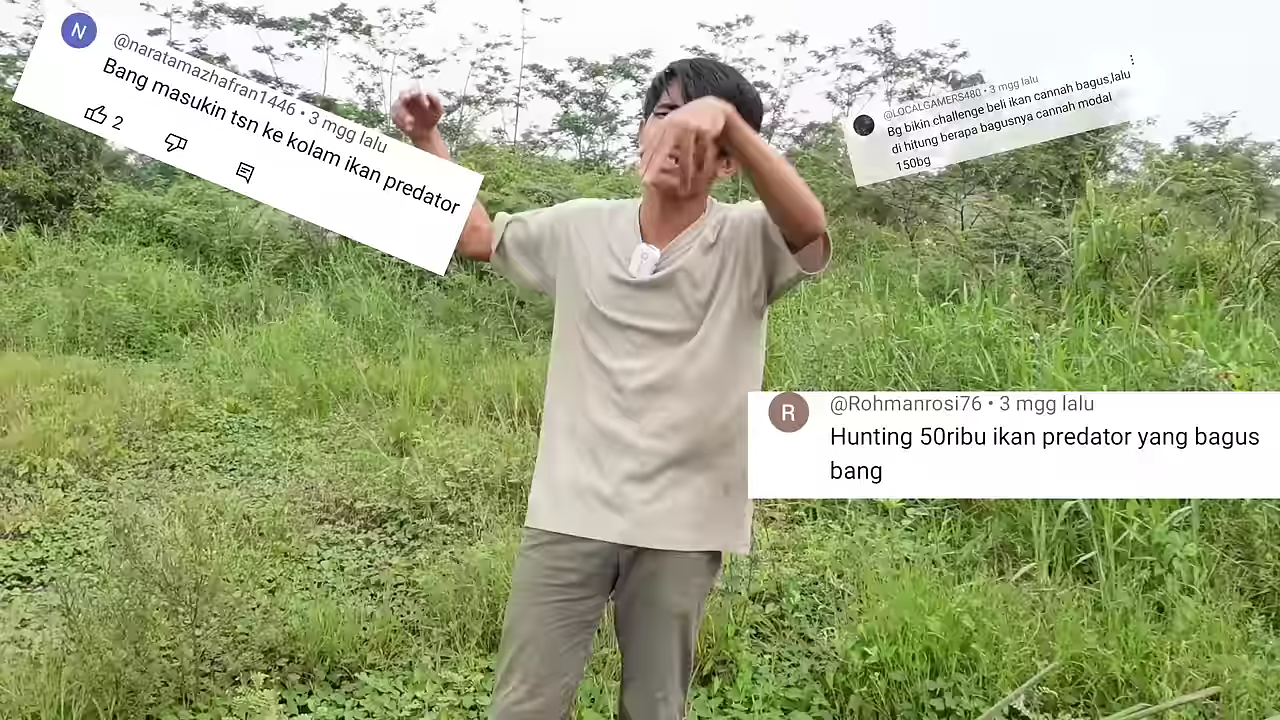 N
@naratamazhafran1446 • 3 mgg lalu
Bang masukin tsn ke kolam ikan predator
2
@LOCALGAMERS480 • 3 mgg lalu
Bg bikin challenge beli ikan cannah bagus,lalu
di hitung berapa bagusnya cannah modal
150bg
R
@Rohmanrosi76 • 3 mgg lalu
Hunting 50ribu ikan predator yang bagus
bang